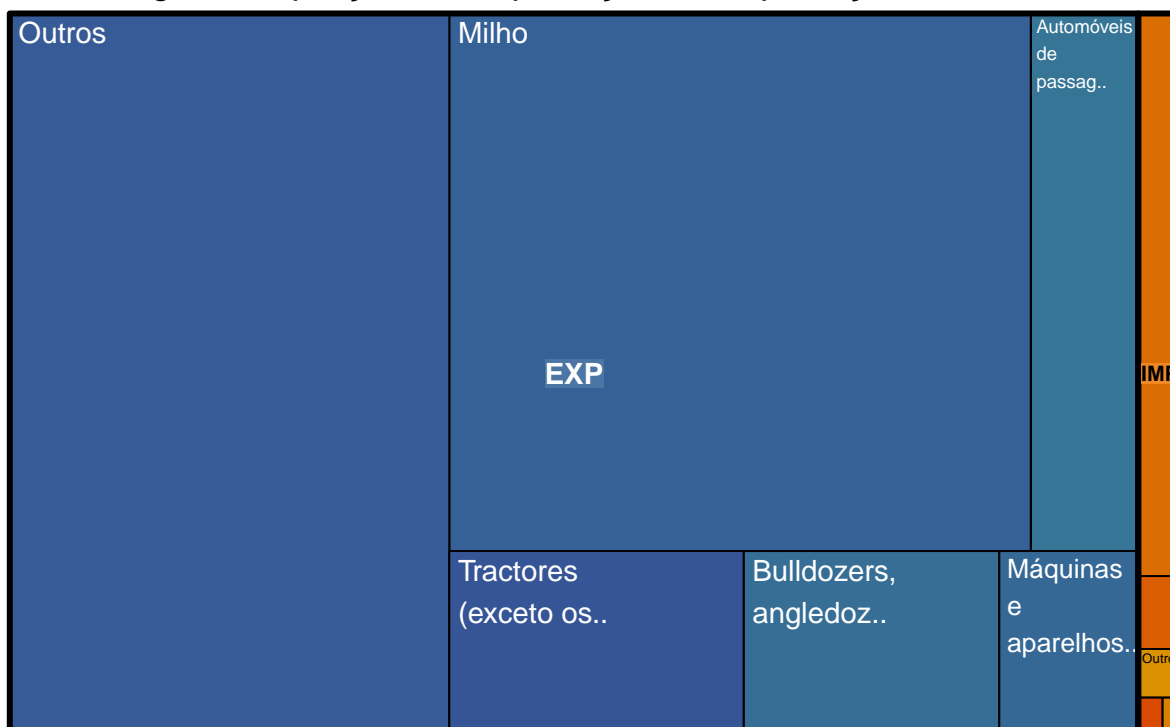 Outros
Milho
Automóveis
de
passag..
EXP
Tractores
(exceto os..
Bulldozers,
angledoz..
Máquinas
e
aparelhos..